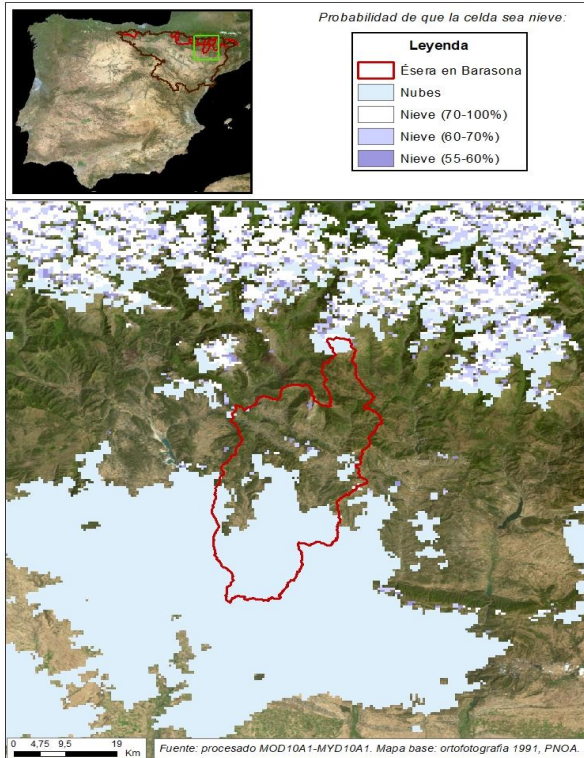 Probabilidad de que la celda sea nieve:
Leyenda
Ésera en Barasona
Nubes
Nieve (70-100%)
Nieve (60-70%)
Nieve (55-60%)
0 4,75 9,5 19
Km
Fuente: procesado MOD10A1-MYD10A1. Mapa base: ortofotografía 1991, PNOA.